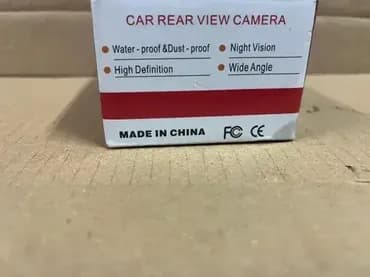 CAR REAR VIEW CAMERA
Water - proof &Dust - proof Night Vision
High Definition Wide Angle
MADE IN CHINA FC CE